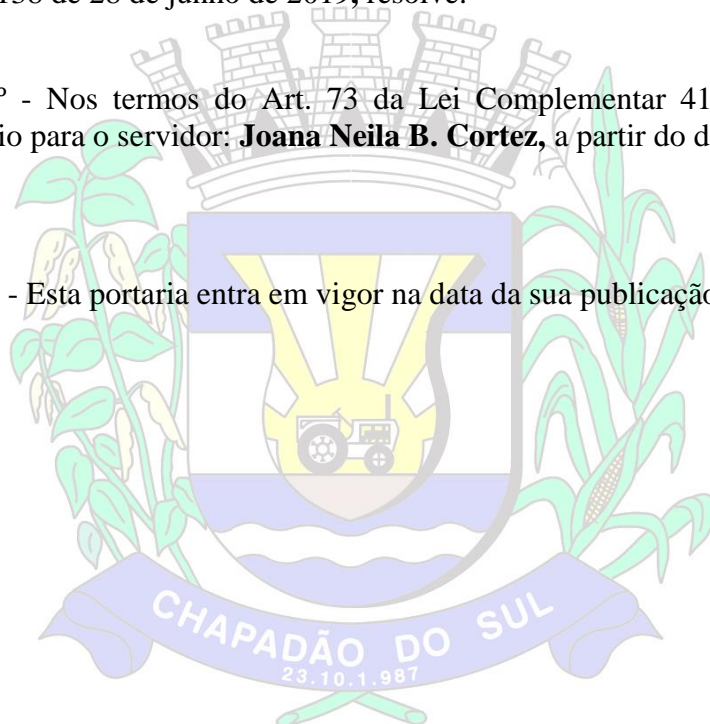 138 de 28 de junho de 2019, resolve:
º - Nos termos do Art. 73 da Lei Complementar 41
io para o servidor: Joana Neila B. Cortez, a partir do d
- Esta portaria entra em vigor na data da sua publicação
CHAPADÃO DO SUL
23.10.1.987